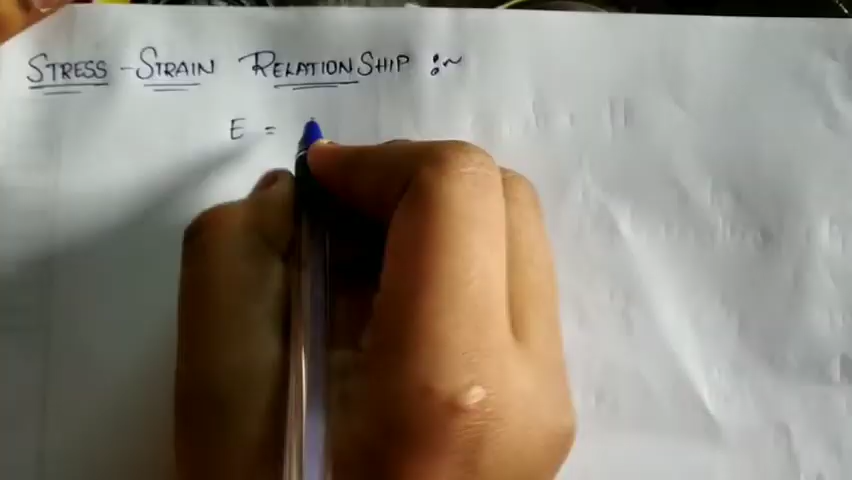 STRESS-STRAIN RELATIONSHIP :~
E =